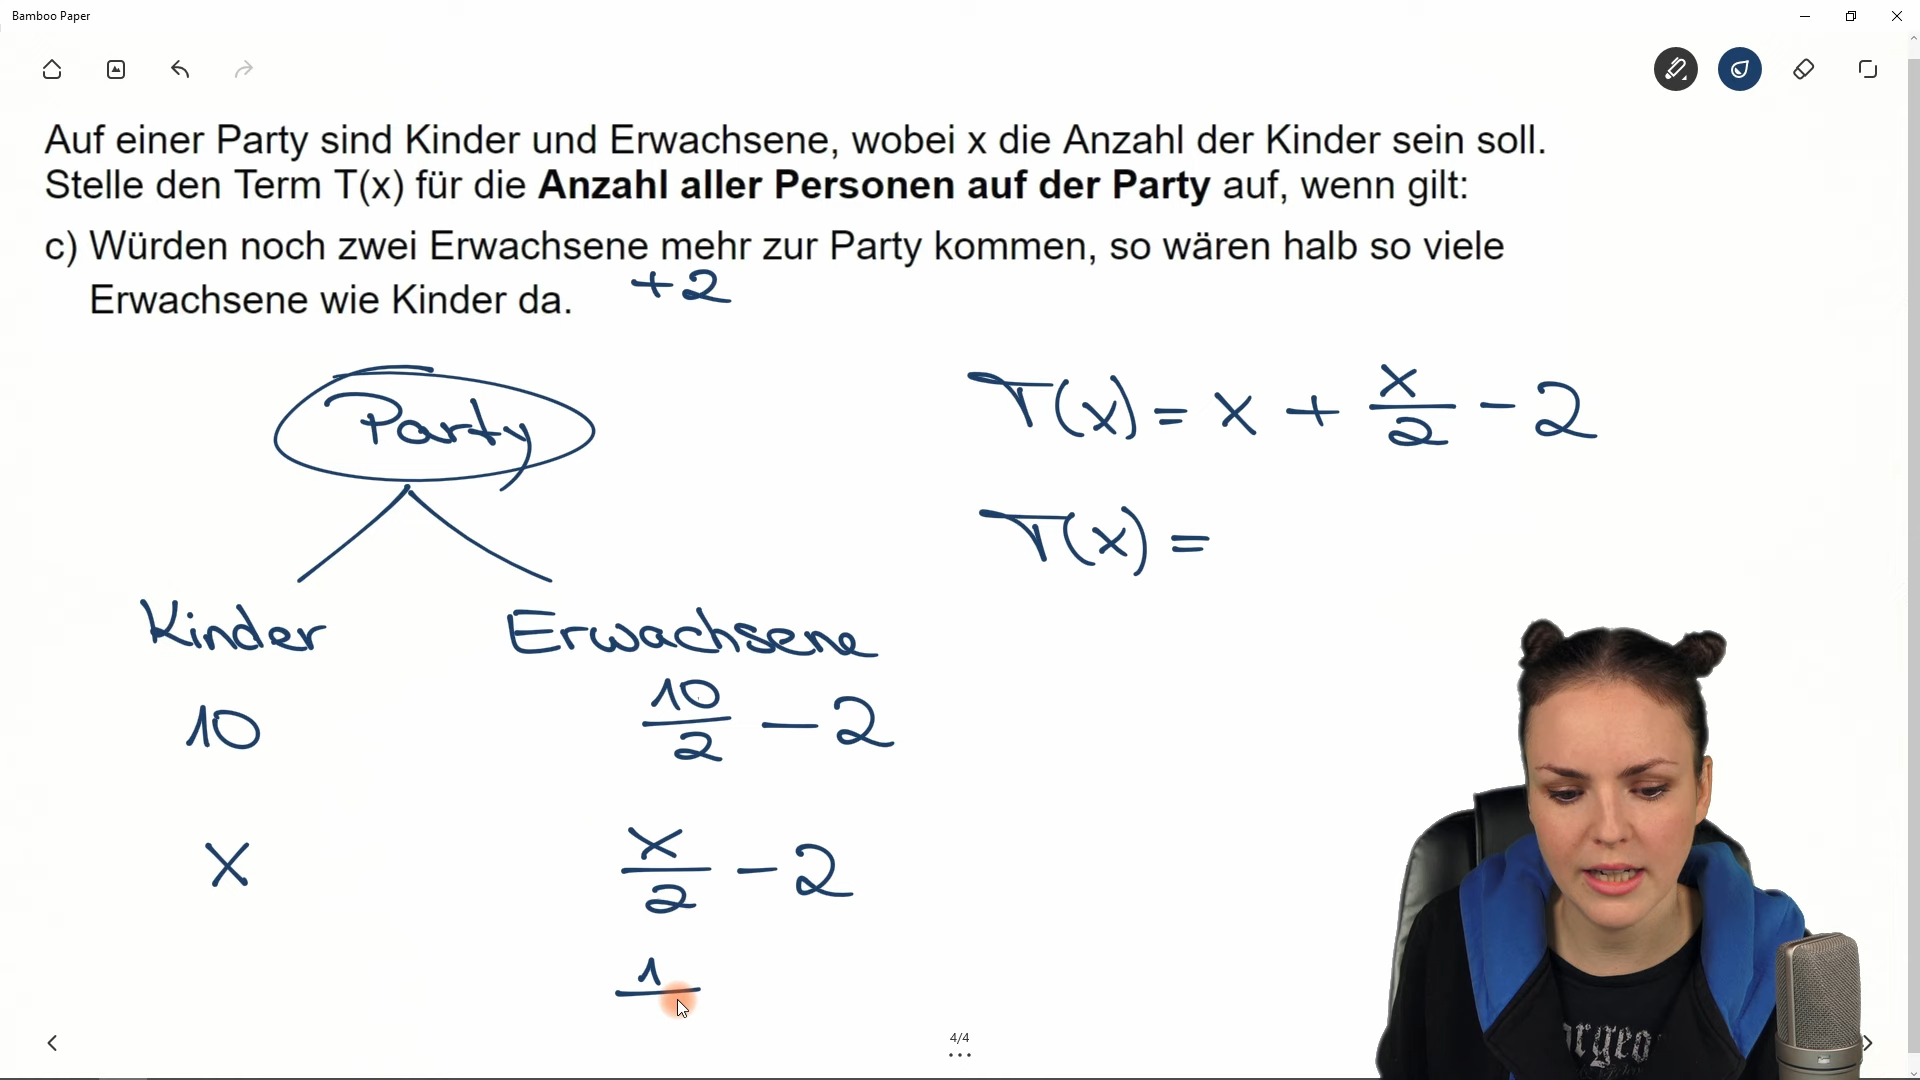 Bamboo Paper
Auf einer Party sind Kinder und Erwachsene, wobei x die Anzahl der Kinder sein soll.
Stelle den Term T(x) für die Anzahl aller Personen auf der Party auf, wenn gilt:
c) Würden noch zwei Erwachsene mehr zur Party kommen, so wären halb so viele
Erwachsene wie Kinder da.
+2
Party
T(x) = x + x/2 - 2
T(x) =
Kinder Erwachsene
10 10/2 - 2
x x/2 - 2
1
4/4